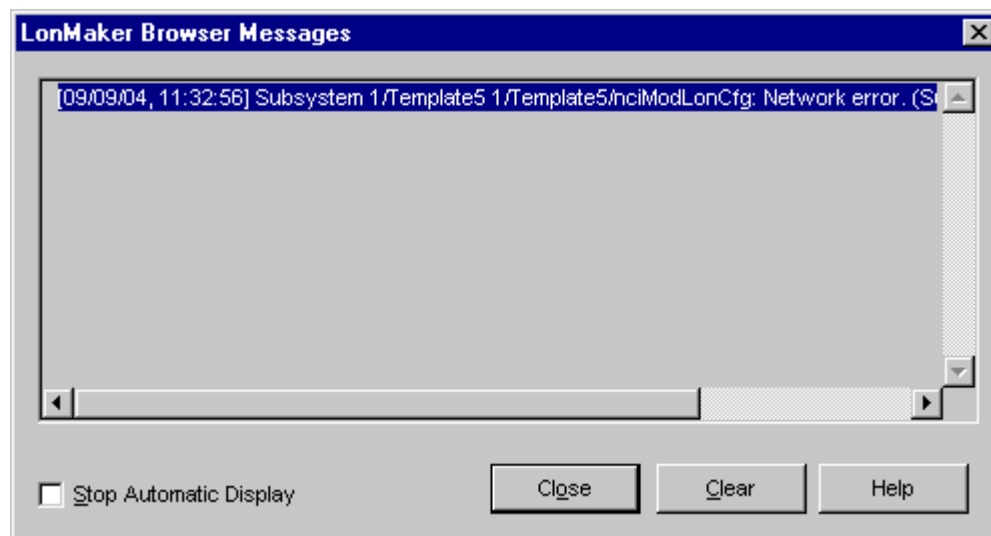 LonMaker Browser Messages
[09/09/04, 11:32:56] Subsystem 1/Template5 1/Template5/nciModLonCfg: Network error. (S
Stop Automatic Display
Close
Clear
Help